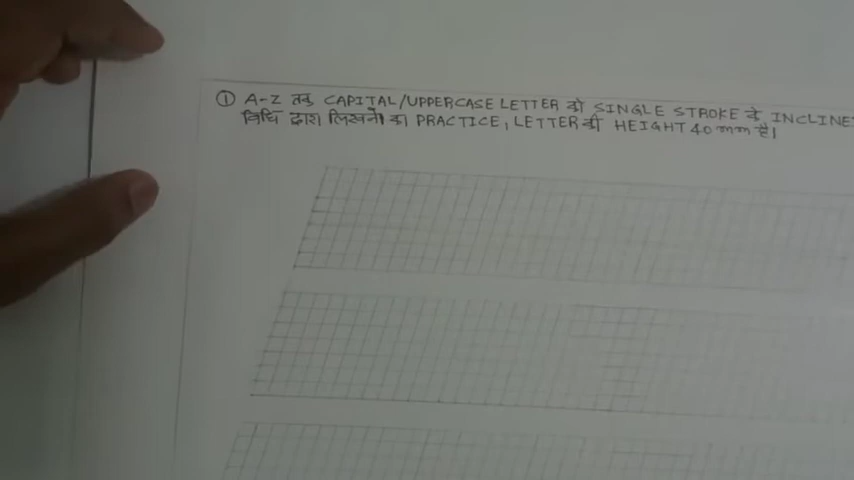 ① A-Z तक CAPITAL/UPPERCASE LETTER को SINGLE STROKE के INCLINE
विधि द्वारा लिखने का PRACTICE, LETTER की HEIGHT 40 mm है।